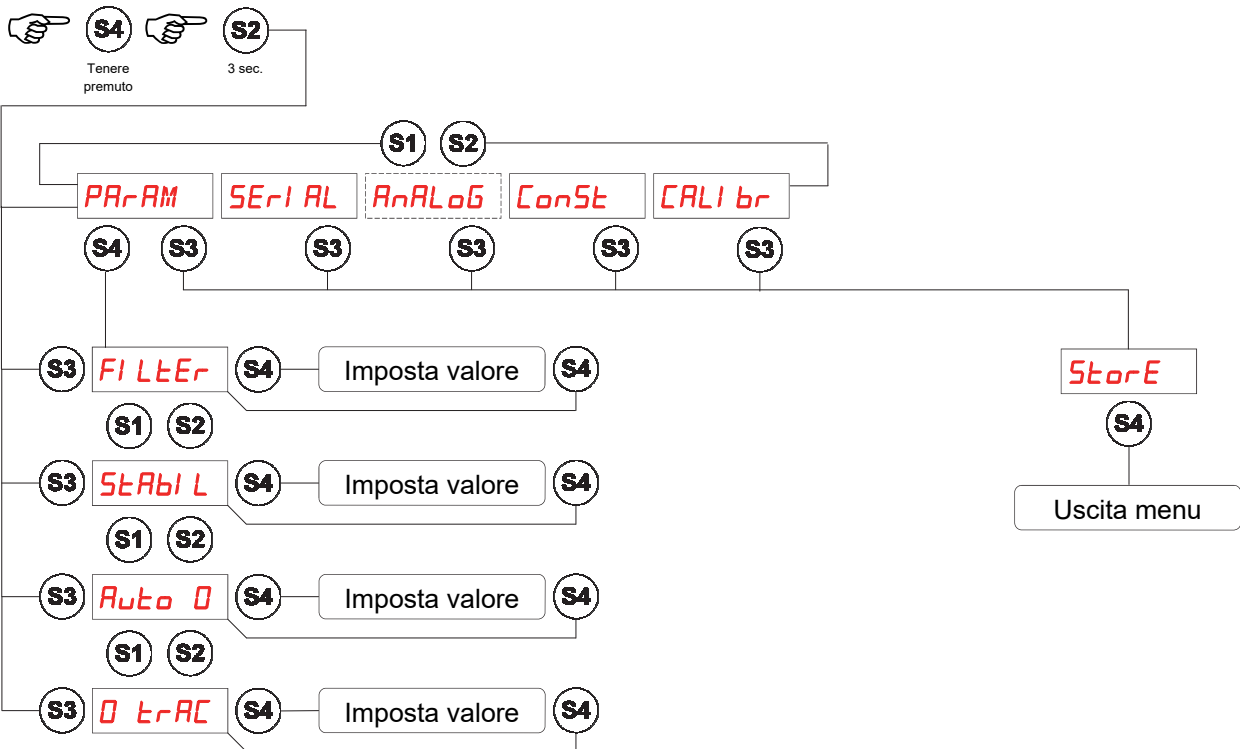 S4 S2
Tenere premuto
3 sec.
S1 S2
PArAM SErIAL AnALoG ConSt CALIbr
S4 S3 S3 S3 S3 S3
S3 FILtEr S4 Imposta valore S4
StorE
S1 S2
S4
S3 StAbIL S4 Imposta valore S4
Uscita menu
S1 S2
S3 Auto 0 S4 Imposta valore S4
S1 S2
S3 0 trAC S4 Imposta valore S4